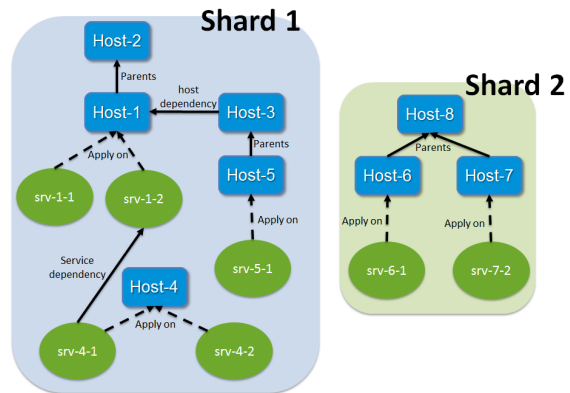 Shard 1
Host-2
Parents
host
dependency
Host-1
Host-3
Apply on
Parents
Host-5
srv-1-1
srv-1-2
Apply on
Service
dependency
srv-5-1
Host-4
Apply on
srv-4-1
srv-4-2
Shard 2
Host-8
Parents
Host-6
Host-7
Apply on
Apply on
srv-6-1
srv-7-2